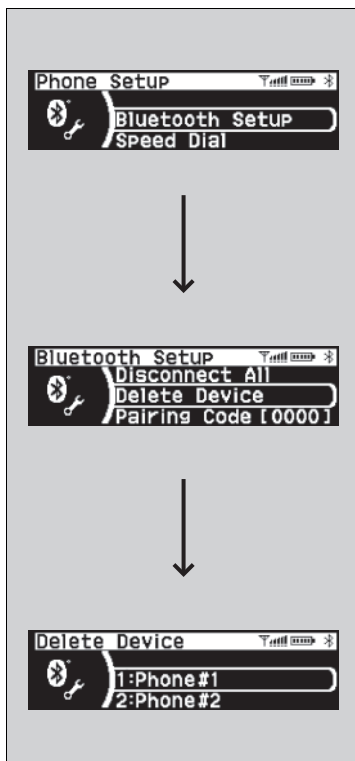 Phone Setup
Bluetooth Setup
Speed Dial
Bluetooth Setup
Disconnect All
Delete Device
Pairing Code [0000]
Delete Device
1:Phone#1
2:Phone#2